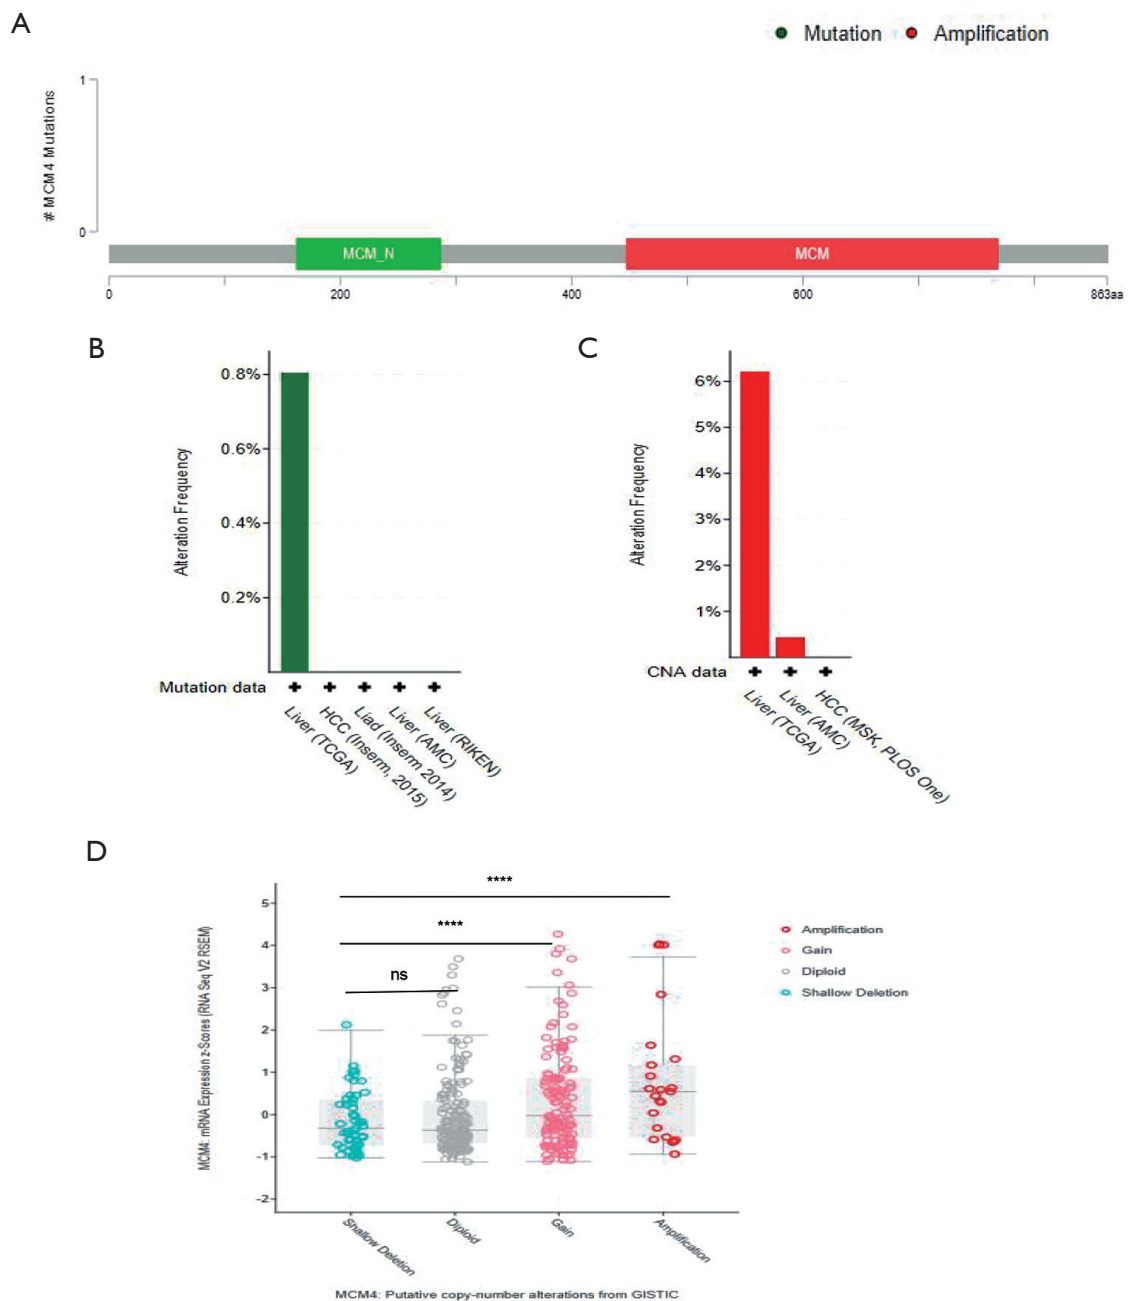 A
Mutation Amplification
# MCM4 Mutations
1
0
MCM_N MCM
0 200 400 600 863aa
B
Alteration Frequency
0.8%
0.6%
0.4%
0.2%
Mutation data + + + + +
Liver (TCGA)
HCC (Inserm, 2015)
Liad (Inserm 2014)
Liver (AMC)
Liver (RIKEN)
C
Alteration Frequency
6%
5%
4%
3%
2%
1%
CNA data + + +
Liver (TCGA)
Liver (AMC)
HCC (MSK, PLOS One)
D
MCM4: mRNA Expression z-Scores (RNA Seq V2 RSEM)
5
4
3
2
1
0
-1
-2
****
****
ns
Amplification
Gain
Diploid
Shallow Deletion
Shallow Deletion
Diploid
Gain
Amplification
MCM4: Putative copy-number alterations from GISTIC